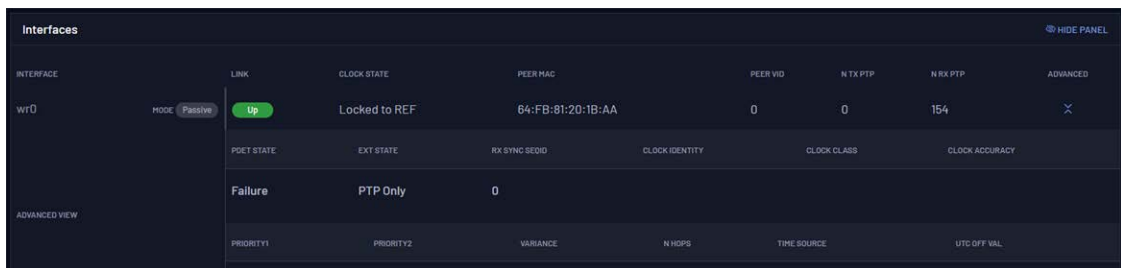 Interfaces HIDE PANEL
INTERFACE LINK CLOCK STATE PEER MAC PEER VID N TX PTP N RX PTP ADVANCED
wr0 MODE Passive Up Locked to REF 64:FB:81:20:1B:AA 0 0 154
PDET STATE EXT STATE RX SYNC SEQID CLOCK IDENTITY CLOCK CLASS CLOCK ACCURACY
Failure PTP Only 0
ADVANCED VIEW
PRIORITY1 PRIORITY2 VARIANCE N HOPS TIME SOURCE UTC OFF VAL